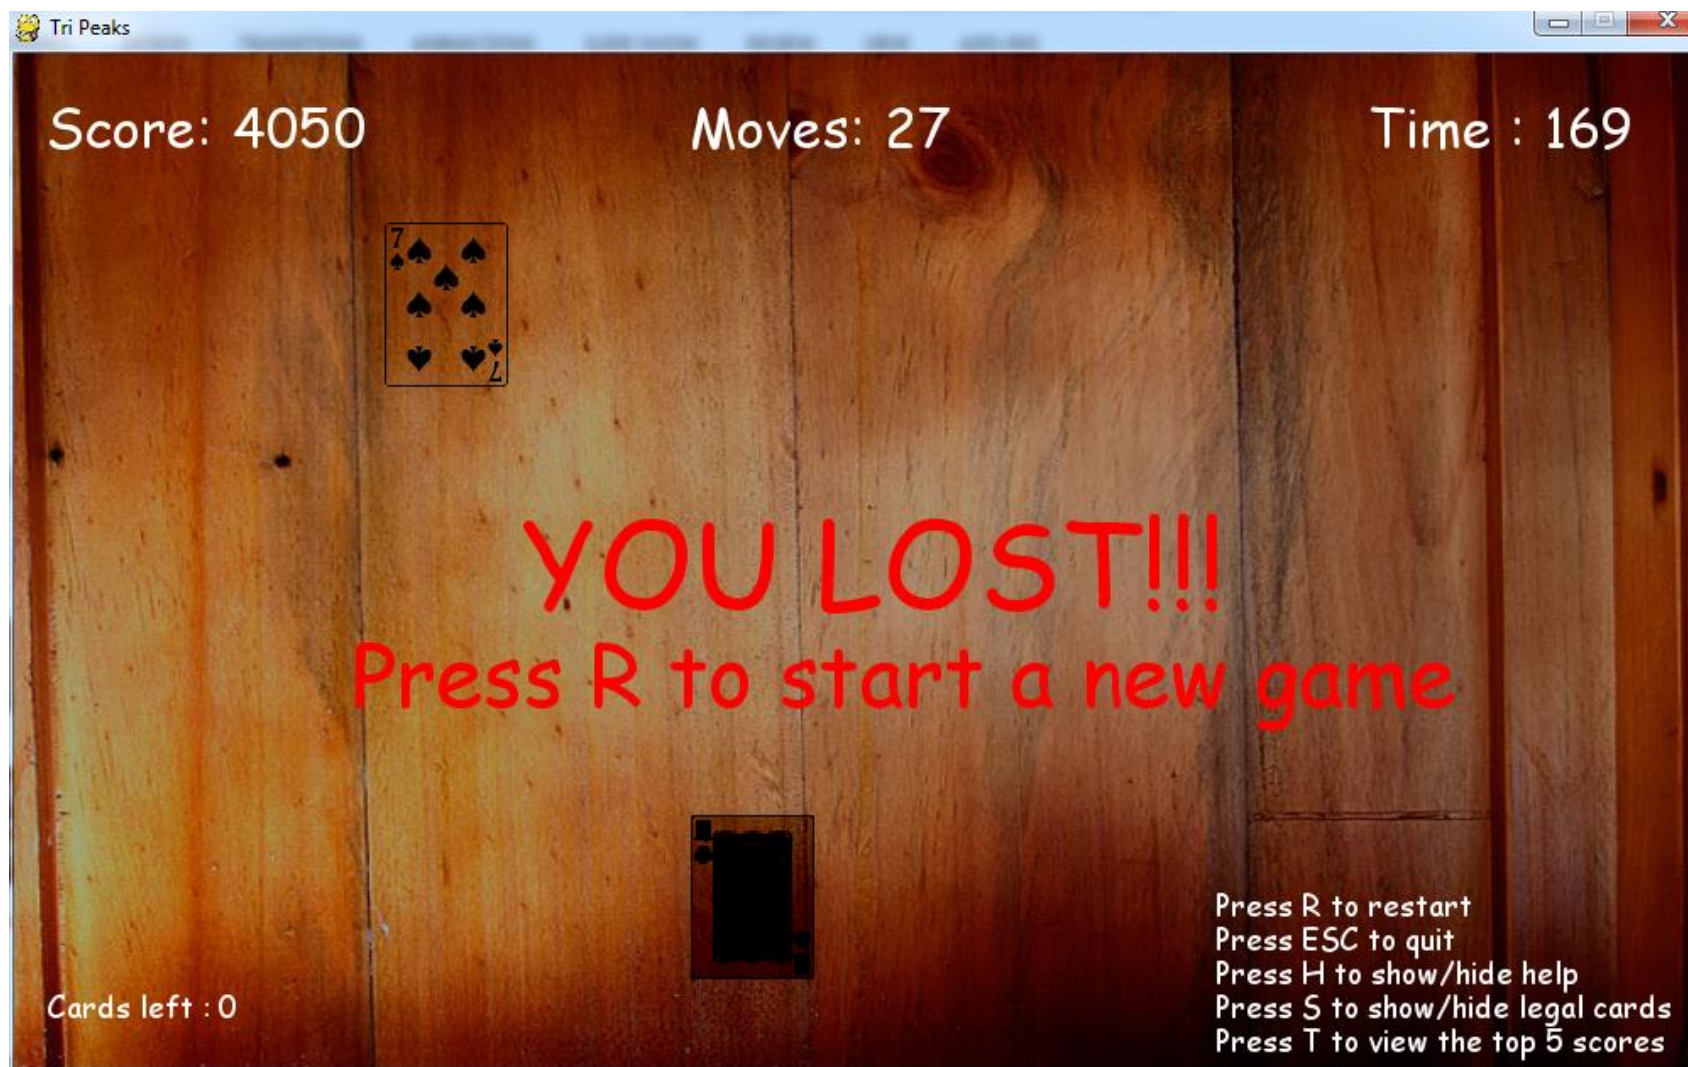 Tri Peaks
Score: 4050
Moves: 27
Time : 169
7
7
YOU LOST!!!
Press R to start a new game
Press R to restart
Press ESC to quit
Press H to show/hide help
Press S to show/hide legal cards
Press T to view the top 5 scores
Cards left : 0